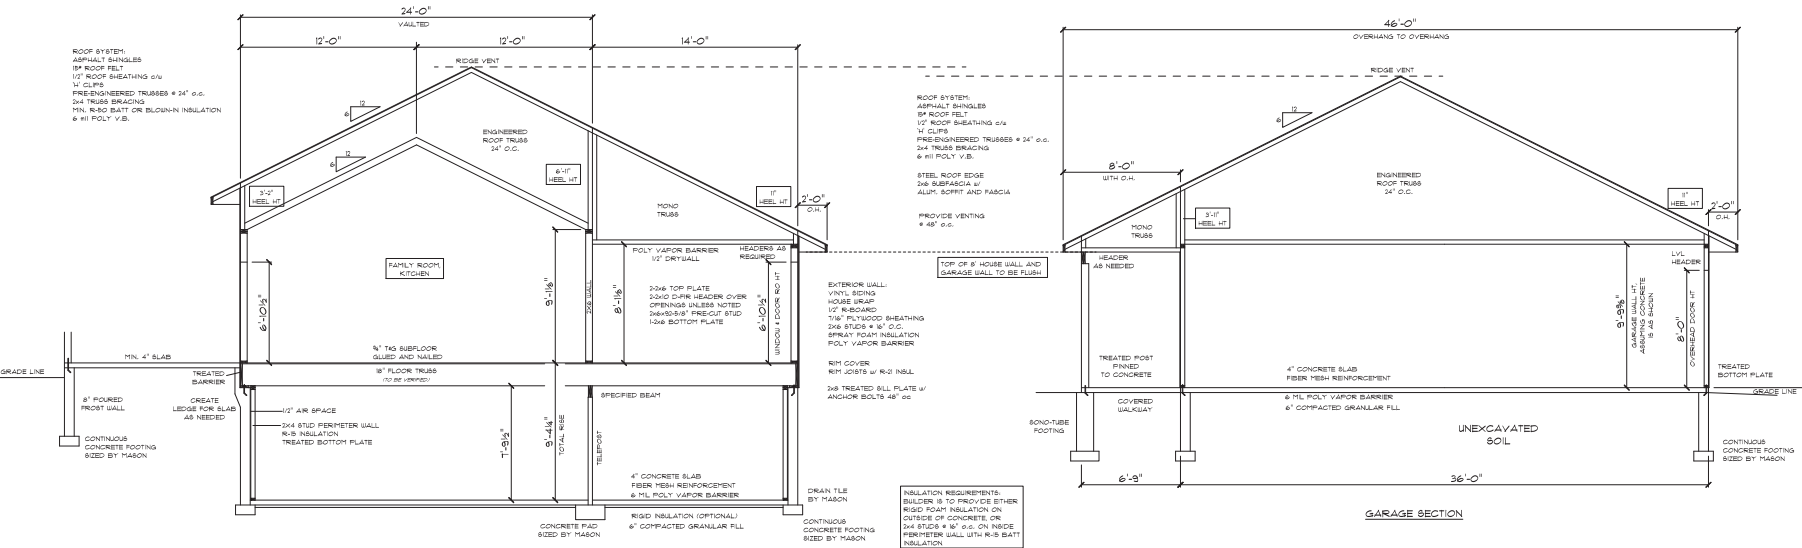 24'-0"
VAULTED
12'-0"
12'-0"
14'-0"
ROOF SYSTEM:
ASPHALT SHINGLES
15# ROOF FELT
1/2" ROOF SHEATHING c/w
'H' CLIPS
PRE-ENGINEERED TRUSSES @ 24" o.c.
2x4 TRUSS BRACING
MIN. R-50 BATT OR BLOWN-IN INSULATION
6 mil POLY V.B.
RIDGE VENT
12
6
12
6
ENGINEERED
ROOF TRUSS
24" O.C.
3'-2"
HEEL HT
6'-11"
HEEL HT
11"
HEEL HT
2'-0"
O.H.
MONO
TRUSS
POLY VAPOR BARRIER
1/2" DRYWALL
HEADERS AS
REQUIRED
FAMILY ROOM,
KITCHEN
6'-10½"
9'-1⅛"
2X6 WALL
8'-1⅛"
2-2x6 TOP PLATE
2-2x10 D-FIR HEADER OVER
OPENINGS UNLESS NOTED
2x6x92-5/8" PRE-CUT STUD
1-2x6 BOTTOM PLATE
6'-10½"
WINDOW & DOOR RO HT
EXTERIOR WALL:
VINYL SIDING
HOUSE WRAP
1/2" R-BOARD
7/16" PLYWOOD SHEATHING
2X6 STUDS @ 16" O.C.
SPRAY FOAM INSULATION
POLY VAPOR BARRIER
RIM COVER
RIM JOISTS w/ R-21 INSUL
2x8 TREATED SILL PLATE w/
ANCHOR BOLTS 48" oc
MIN. 4" SLAB
GRADE LINE
TREATED
BARRIER
8" POURED
FROST WALL
CREATE
LEDGE FOR SLAB
AS NEEDED
CONTINUOUS
CONCRETE FOOTING
SIZED BY MASON
¾" T&G SUBFLOOR
GLUED AND NAILED
18" FLOOR TRUSS
(TO BE VERIFIED)
SPECIFIED BEAM
1/2" AIR SPACE
2X4 STUD PERIMETER WALL
R-15 INSULATION
TREATED BOTTOM PLATE
7'-9½"
9'-4¼"
TOTAL RISE
TELEPOST
4" CONCRETE SLAB
FIBER MESH REINFORCEMENT
6 MIL POLY VAPOR BARRIER
DRAIN TILE
BY MASON
RIGID INSULATION (OPTIONAL)
6" COMPACTED GRANULAR FILL
CONCRETE PAD
SIZED BY MASON
CONTINUOUS
CONCRETE FOOTING
SIZED BY MASON
INSULATION REQUIREMENTS:
BUILDER IS TO PROVIDE EITHER
RIGID FOAM INSULATION ON
OUTSIDE OF CONCRETE, OR
2x4 STUDS @ 16" o.c. ON INSIDE
PERIMETER WALL WITH R-15 BATT
INSULATION
46'-0"
OVERHANG TO OVERHANG
RIDGE VENT
ROOF SYSTEM:
ASPHALT SHINGLES
15# ROOF FELT
1/2" ROOF SHEATHING c/w
'H' CLIPS
PRE-ENGINEERED TRUSSES @ 24" o.c.
2x4 TRUSS BRACING
6 mil POLY V.B.
STEEL ROOF EDGE
2x6 SUBFASCIA w/
ALUM. SOFFIT AND FASCIA
PROVIDE VENTING
@ 48" o.c.
12
6
8'-0"
WITH O.H.
ENGINEERED
ROOF TRUSS
24" O.C.
11"
HEEL HT
2'-0"
O.H.
3'-11"
HEEL HT
MONO
TRUSS
HEADER
AS NEEDED
TOP OF 8' HOUSE WALL AND
GARAGE WALL TO BE FLUSH
LVL
HEADER
9'-9⅝"
GARAGE WALL HT.
ASSUMING CONCRETE
IS AS SHOWN
8'-0"
OVERHEAD DOOR HT
TREATED POST
PINNED
TO CONCRETE
4" CONCRETE SLAB
FIBER MESH REINFORCEMENT
TREATED
BOTTOM PLATE
GRADE LINE
6 MIL POLY VAPOR BARRIER
6" COMPACTED GRANULAR FILL
COVERED
WALKWAY
SONO-TUBE
FOOTING
UNEXCAVATED
SOIL
CONTINUOUS
CONCRETE FOOTING
SIZED BY MASON
6'-9"
36'-0"
GARAGE SECTION